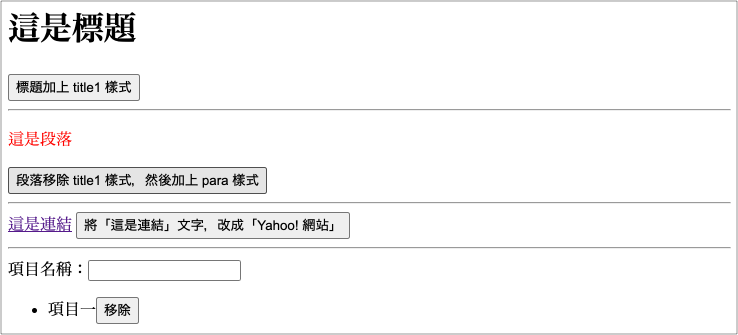 這是標題
標題加上 title1 樣式
這是段落
段落移除 title1 樣式，然後加上 para 樣式
這是連結 將「這是連結」文字，改成「Yahoo! 網站」
項目名稱：
項目一 移除